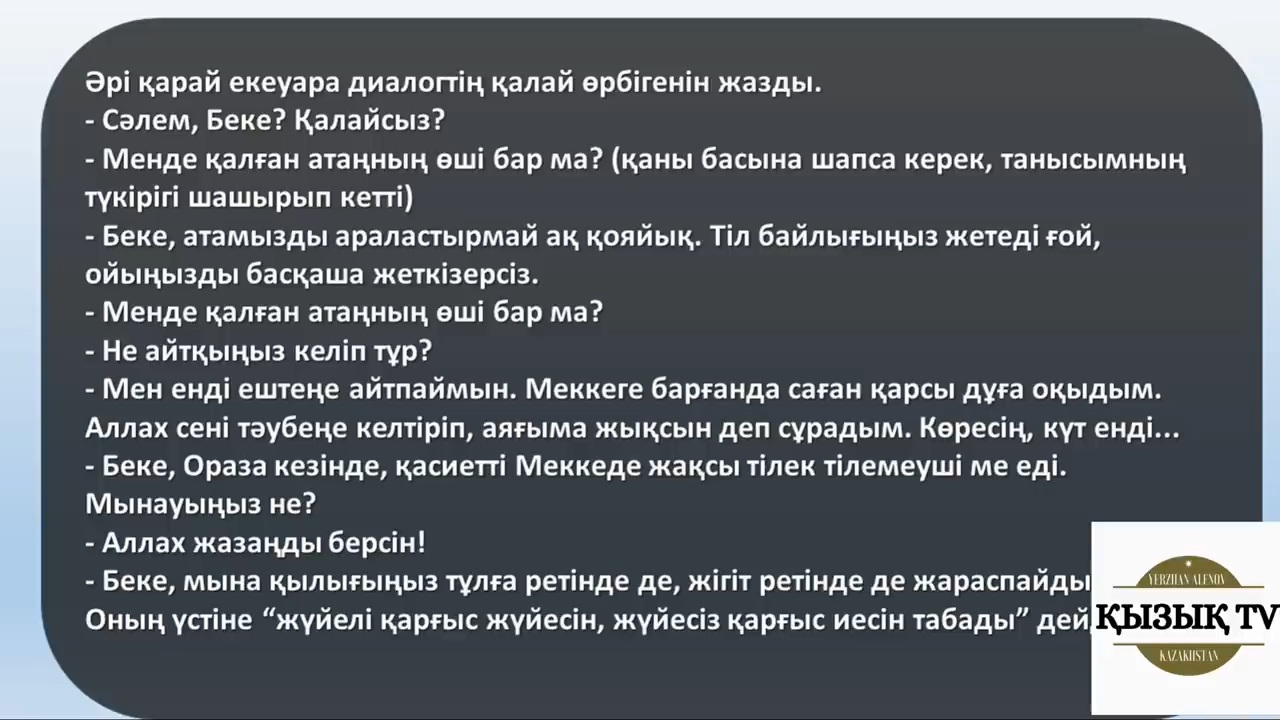 Әрі қарай екеуара диалогтің қалай өрбігенін жазды.
- Сәлем, Беке? Қалайсыз?
- Менде қалған атаңның өші бар ма? (қаны басына шапса керек, танысымның
түкірігі шашырып кетті)
- Беке, атамызды араластырмай ақ қояйық. Тіл байлығыңыз жетеді ғой,
ойыңызды басқаша жеткізерсіз.
- Менде қалған атаңның өші бар ма?
- Не айтқыңыз келіп тұр?
- Мен енді ештеңе айтпаймын. Меккеге барғанда саған қарсы дұға оқыдым.
Аллах сені тәубеңе келтіріп, аяғыма жықсын деп сұрадым. Көресің, күт енді...
- Беке, Ораза кезінде, қасиетті Меккеде жақсы тілек тілемеуші ме еді.
Мынауыңыз не?
- Аллах жазаңды берсін!
- Беке, мына қылығыңыз тұлға ретінде де, жігіт ретінде де жараспайды
Оның үстіне “жүйелі қарғыс жүйесін, жүйесіз қарғыс иесін табады” дей
YERZHAN ALENOV
ҚЫЗЫҚ TV
KAZAKHSTAN